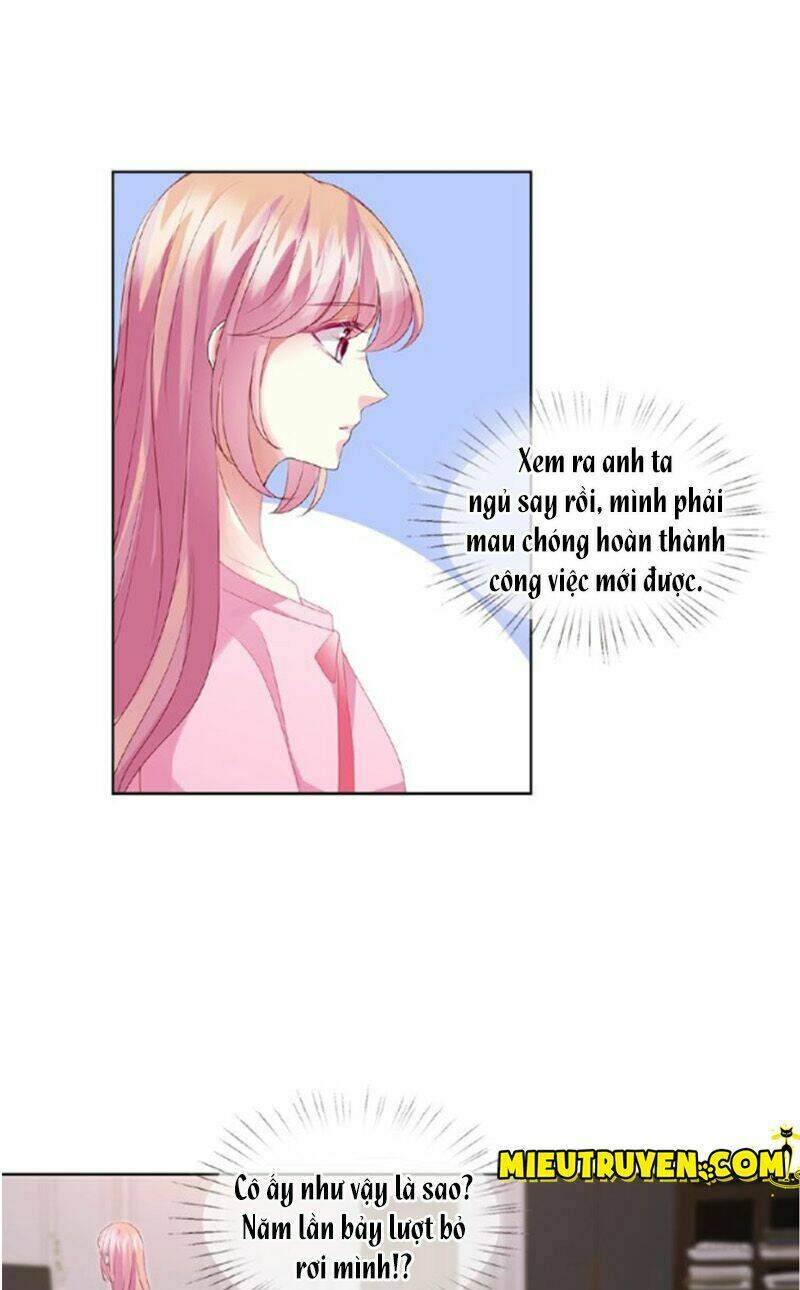 Xem ra anh ta
ngủ say rồi, mình phải
mau chóng hoàn thành
công việc mới được.
MIEUTRUYEN.COM
Cô ấy như vậy là sao?
Năm lần bảy lượt bỏ
rơi mình!?